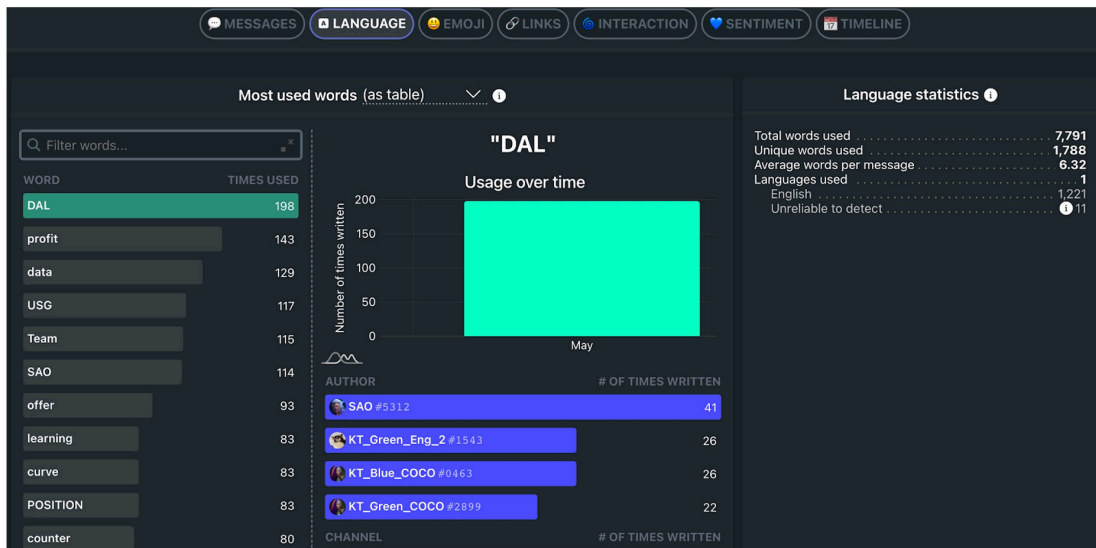 MESSAGES LANGUAGE EMOJI LINKS INTERACTION SENTIMENT TIMELINE
Most used words (as table)
Filter words...
WORD TIMES USED
DAL 198
profit 143
data 129
USG 117
Team 115
SAO 114
offer 93
learning 83
curve 83
POSITION 83
counter 80
"DAL"
Usage over time
Number of times written
200
150
100
50
0
May
AUTHOR # OF TIMES WRITTEN
SAO #5312 41
KT_Green_Eng_2 #1543 26
KT_Blue_COCO #0463 26
KT_Green_COCO #2899 22
CHANNEL # OF TIMES WRITTEN
Language statistics
Total words used 7,791
Unique words used 1,788
Average words per message 6.32
Languages used 1
English 1,221
Unreliable to detect 11